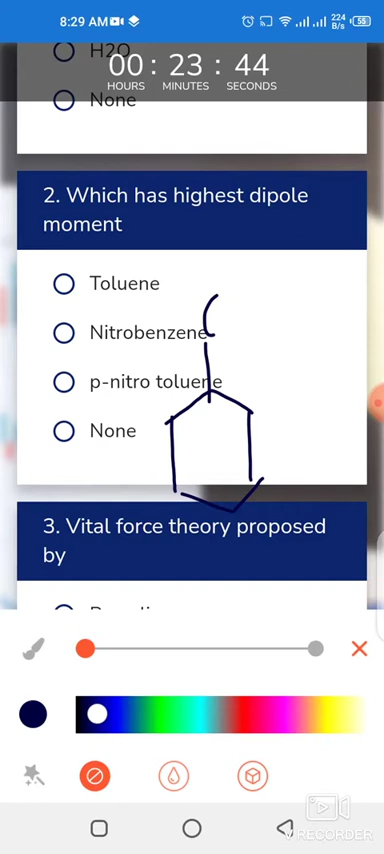 8:29 AM
224
B/s
55
H2O
00 : 23 : 44
HOURS MINUTES SECONDS
None
2. Which has highest dipole
moment
Toluene
Nitrobenzene
p-nitro toluene
None
3. Vital force theory proposed
by
V RECORDER